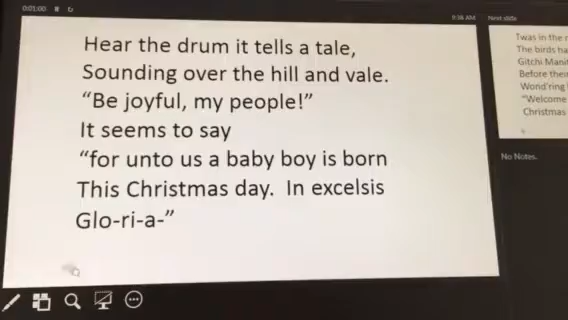 0:01:00
9:36 AM
Next slide
Hear the drum it tells a tale,
Sounding over the hill and vale.
“Be joyful, my people!”
It seems to say
“for unto us a baby boy is born
This Christmas day.  In excelsis
Glo-ri-a-”
Twas in the
The birds ha
Gitchi Mani
Before thei
Wond'ring
"Welcome
Christmas
No Notes.